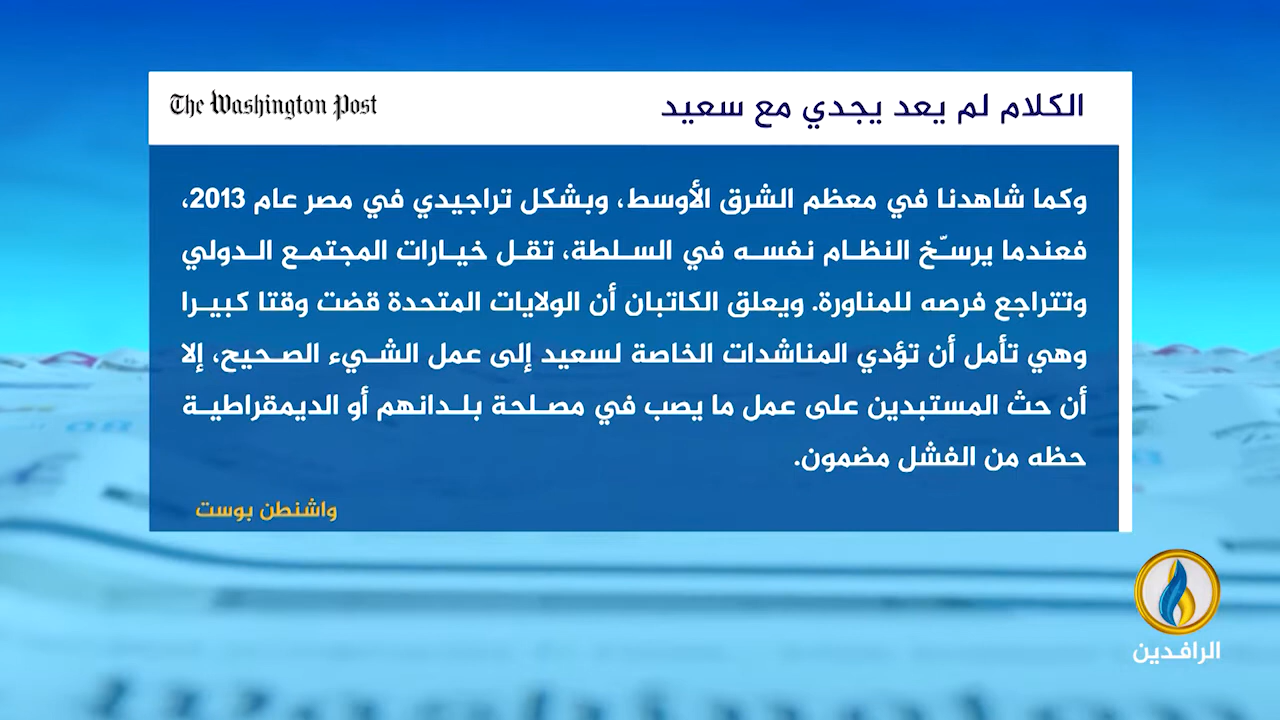 The Washington Post
الكلام لم يعد يجدي مع سعيد
وكما شاهدنا في معظم الشرق الأوسط، وبشكل تراجيدي في مصر عام 2013،
فعندما يرسّخ النظام نفسه في السلطة، تقل خيارات المجتمع الدولي
وتتراجع فرصه للمناورة. ويعلق الكاتبان أن الولايات المتحدة قضت وقتا كبيرا
وهي تأمل أن تؤدي المناشدات الخاصة لسعيد إلى عمل الشيء الصحيح، إلا
أن حث المستبدين على عمل ما يصب في مصلحة بلدانهم أو الديمقراطية
حظه من الفشل مضمون.
واشنطن بوست
الرافدين